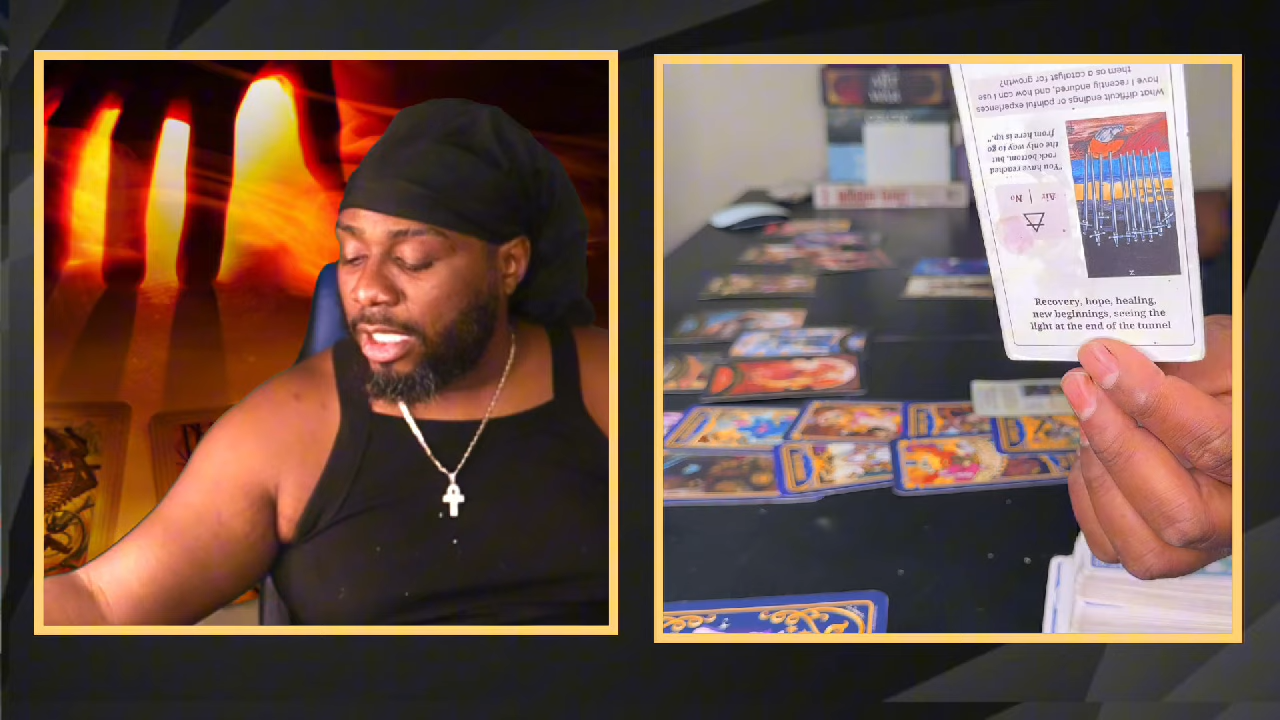 Recovery, hope, healing,
new beginnings, seeing the
light at the end of the tunnel
Air | No
"You have reached
rock bottom, but
the only way to go
from here is up."
What difficult endings or painful experiences
have I recently endured, and how can I use
them as a catalyst for growth?